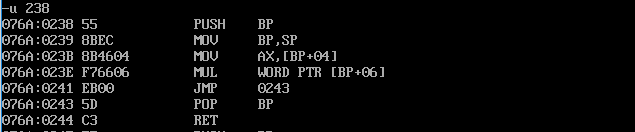 -u 238
076A:0238 55 PUSH BP
076A:0239 8BEC MOV BP,SP
076A:023B 8B4604 MOV AX,[BP+04]
076A:023E F76606 MUL WORD PTR [BP+06]
076A:0241 EB00 JMP 0243
076A:0243 5D POP BP
076A:0244 C3 RET